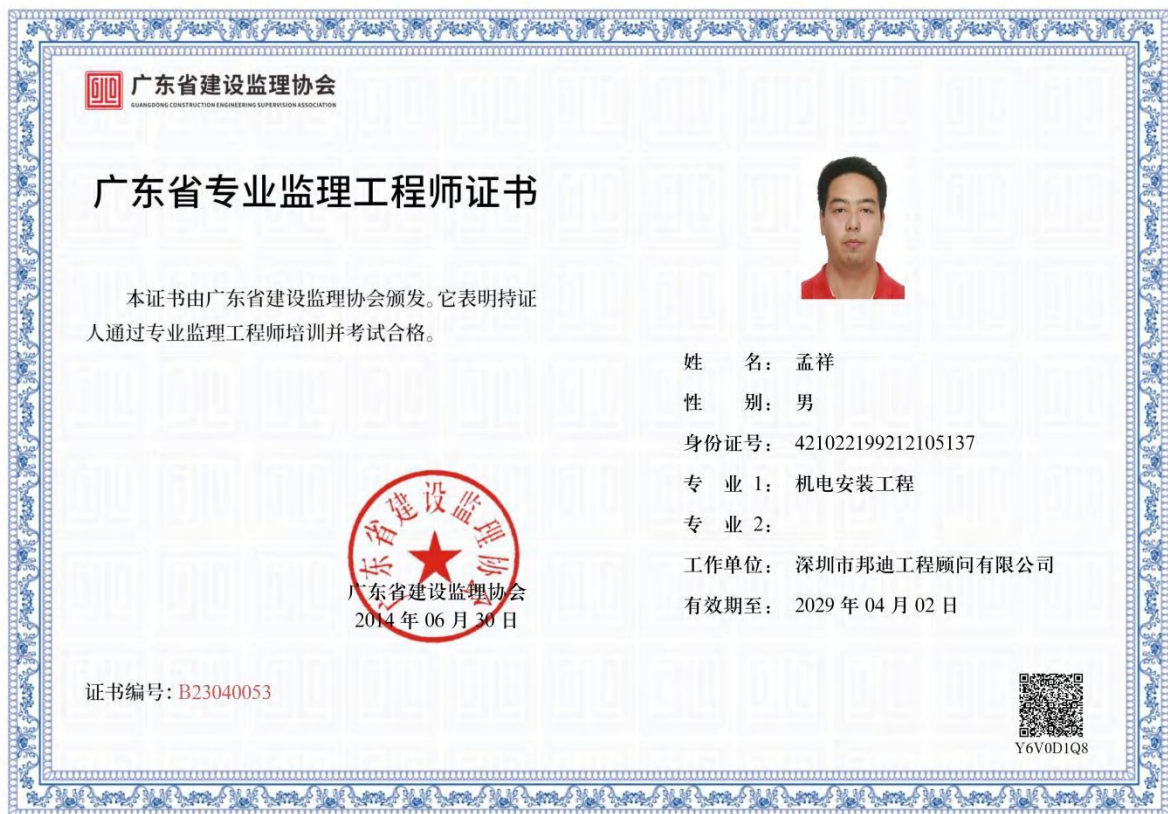 广东省建设监理协会
GUANGDONG CONSTRUCTION ENGINEERING SUPERVISION ASSOCIATION
广东省专业监理工程师证书
本证书由广东省建设监理协会颁发。它表明持证
人通过专业监理工程师培训并考试合格。
姓 名： 孟祥
性 别： 男
身份证号： 421022199212105137
专 业 1： 机电安装工程
专 业 2：
工作单位： 深圳市邦迪工程顾问有限公司
有效期至： 2029 年 04 月 02 日
广东省建设监理协会
广东省建设监理协会
2014 年 06 月 30 日
证书编号：B23040053
Y6V0D1Q8